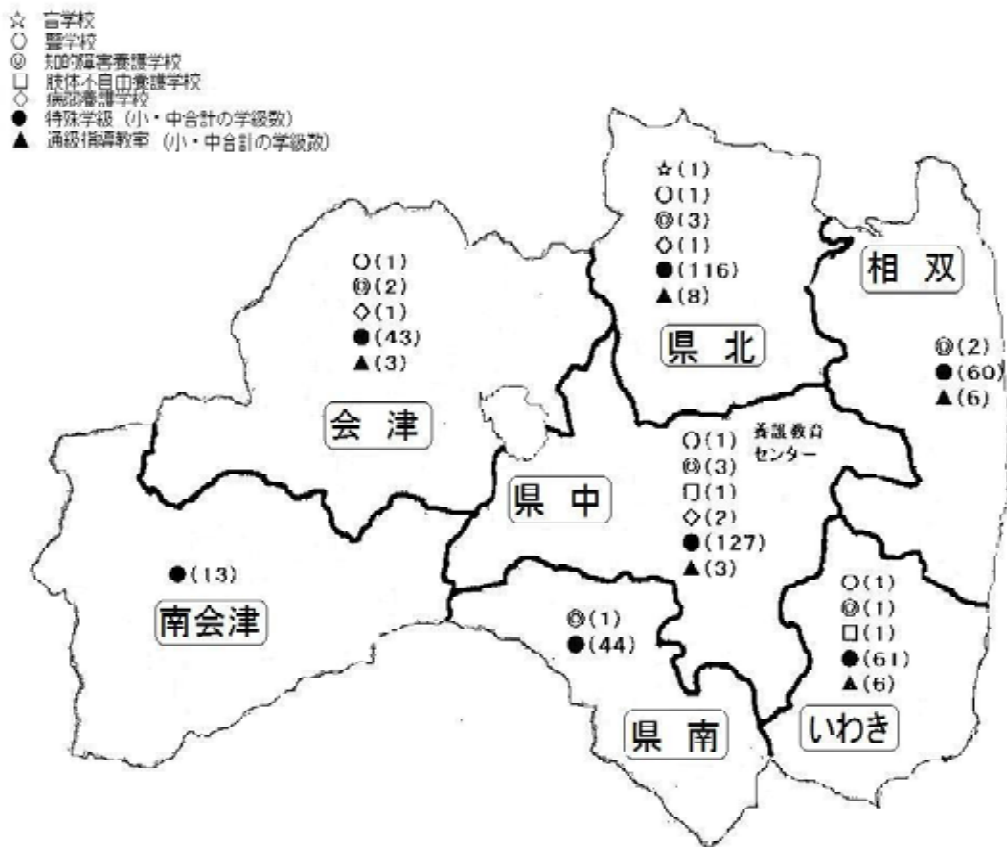 ☆ 盲学校
○ 聾学校
◎ 知的障害養護学校
□ 肢体不自由養護学校
◇ 病弱養護学校
● 特殊学級 (小・中合計の学級数)
▲ 通級指導教室 (小・中合計の学級数)
☆(1)
○(1)
◎(3)
◇(1)
●(116)
▲(8)
県 北
相 双
◎(2)
●(60)
▲(6)
○(1)
◎(2)
◇(1)
●(43)
▲(3)
会 津
養護教育
センター
○(1)
◎(3)
□(1)
◇(2)
●(127)
▲(3)
県 中
●(13)
南会津
◎(1)
●(44)
県 南
○(1)
◎(1)
□(1)
●(61)
▲(6)
いわき